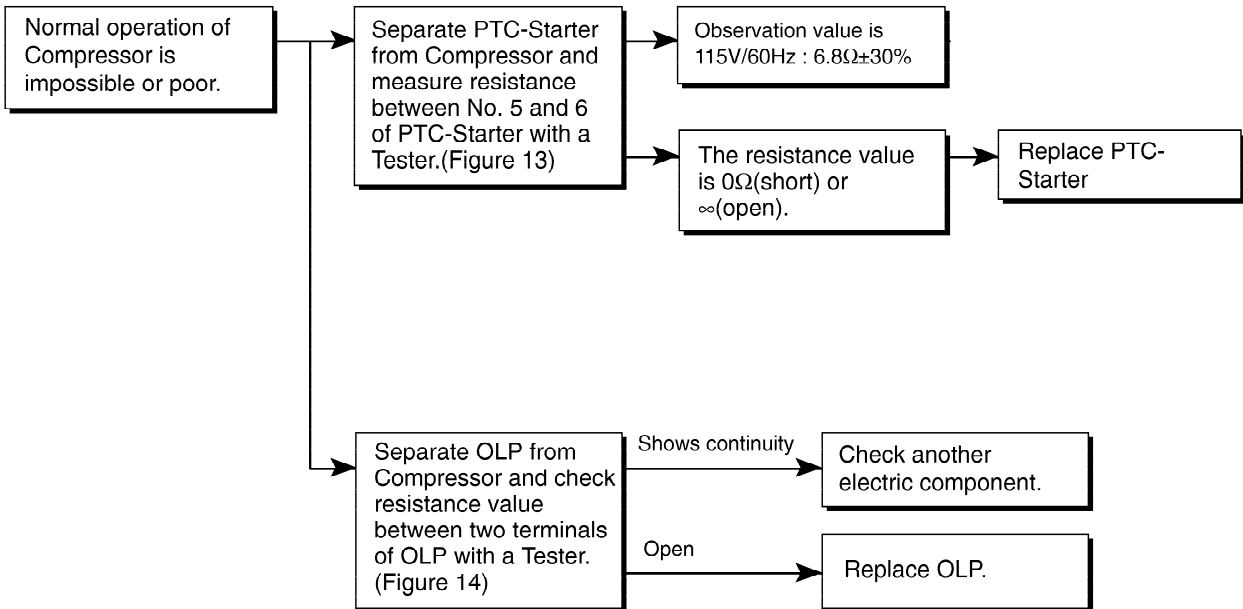 Normal operation of
Compressor is
impossible or poor.
Separate PTC-Starter
from Compressor and
measure resistance
between No. 5 and 6
of PTC-Starter with a
Tester.(Figure 13)
Observation value is
115V/60Hz : 6.8Ω±30%
The resistance value
is 0Ω(short) or
∞(open).
Replace PTC-
Starter
Separate OLP from
Compressor and check
resistance value
between two terminals
of OLP with a Tester.
(Figure 14)
Shows continuity
Check another
electric component.
Open
Replace OLP.